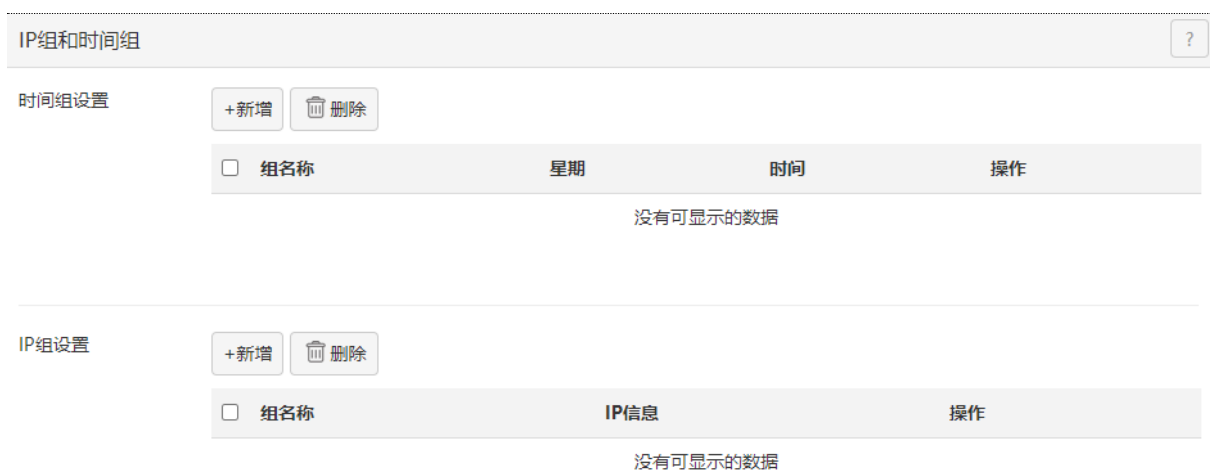 IP组和时间组 ?
时间组设置 +新增 删除
组名称 星期 时间 操作
没有可显示的数据
IP组设置 +新增 删除
组名称 IP信息 操作
没有可显示的数据